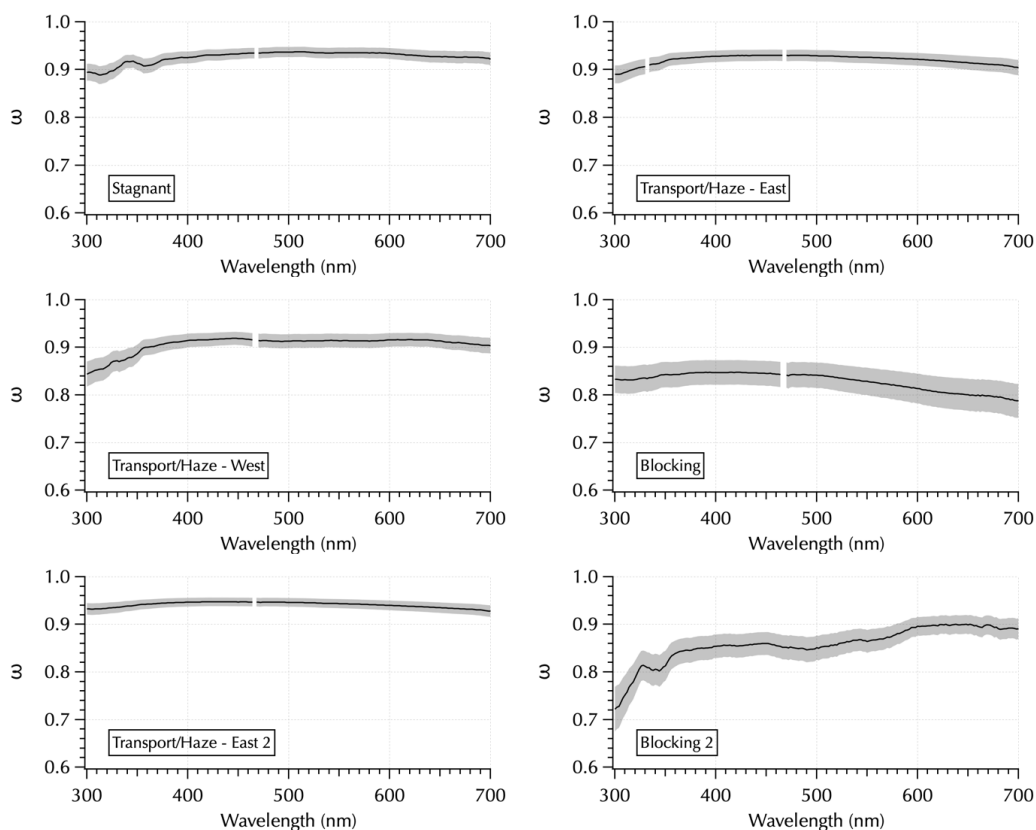 1.0
0.9
0.8
0.7
0.6
ω
Stagnant
300 400 500 600 700
Wavelength (nm)
1.0
0.9
0.8
0.7
0.6
ω
Transport/Haze - East
300 400 500 600 700
Wavelength (nm)
1.0
0.9
0.8
0.7
0.6
ω
Transport/Haze - West
300 400 500 600 700
Wavelength (nm)
1.0
0.9
0.8
0.7
0.6
ω
Blocking
300 400 500 600 700
Wavelength (nm)
1.0
0.9
0.8
0.7
0.6
ω
Transport/Haze - East 2
300 400 500 600 700
Wavelength (nm)
1.0
0.9
0.8
0.7
0.6
ω
Blocking 2
300 400 500 600 700
Wavelength (nm)